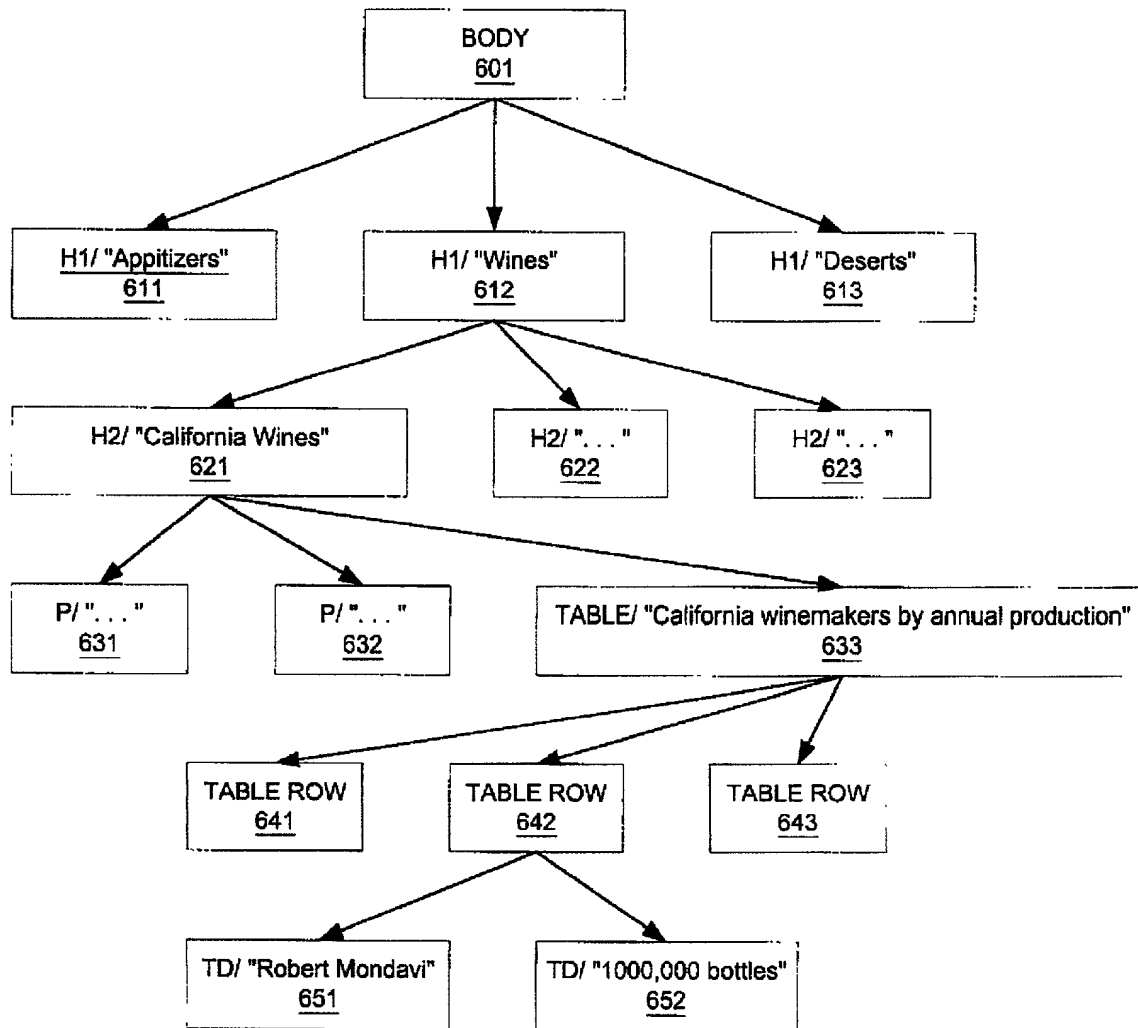 BODY
601
H1/ "Appitizers"
611
H1/ "Wines"
612
H1/ "Deserts"
613
H2/ "California Wines"
621
H2/ ". . . "
622
H2/ ". . . "
623
P/ ". . . "
631
P/ ". . . "
632
TABLE/ "California winemakers by annual production"
633
TABLE ROW
641
TABLE ROW
642
TABLE ROW
643
TD/ "Robert Mondavi"
651
TD/ "1000,000 bottles"
652